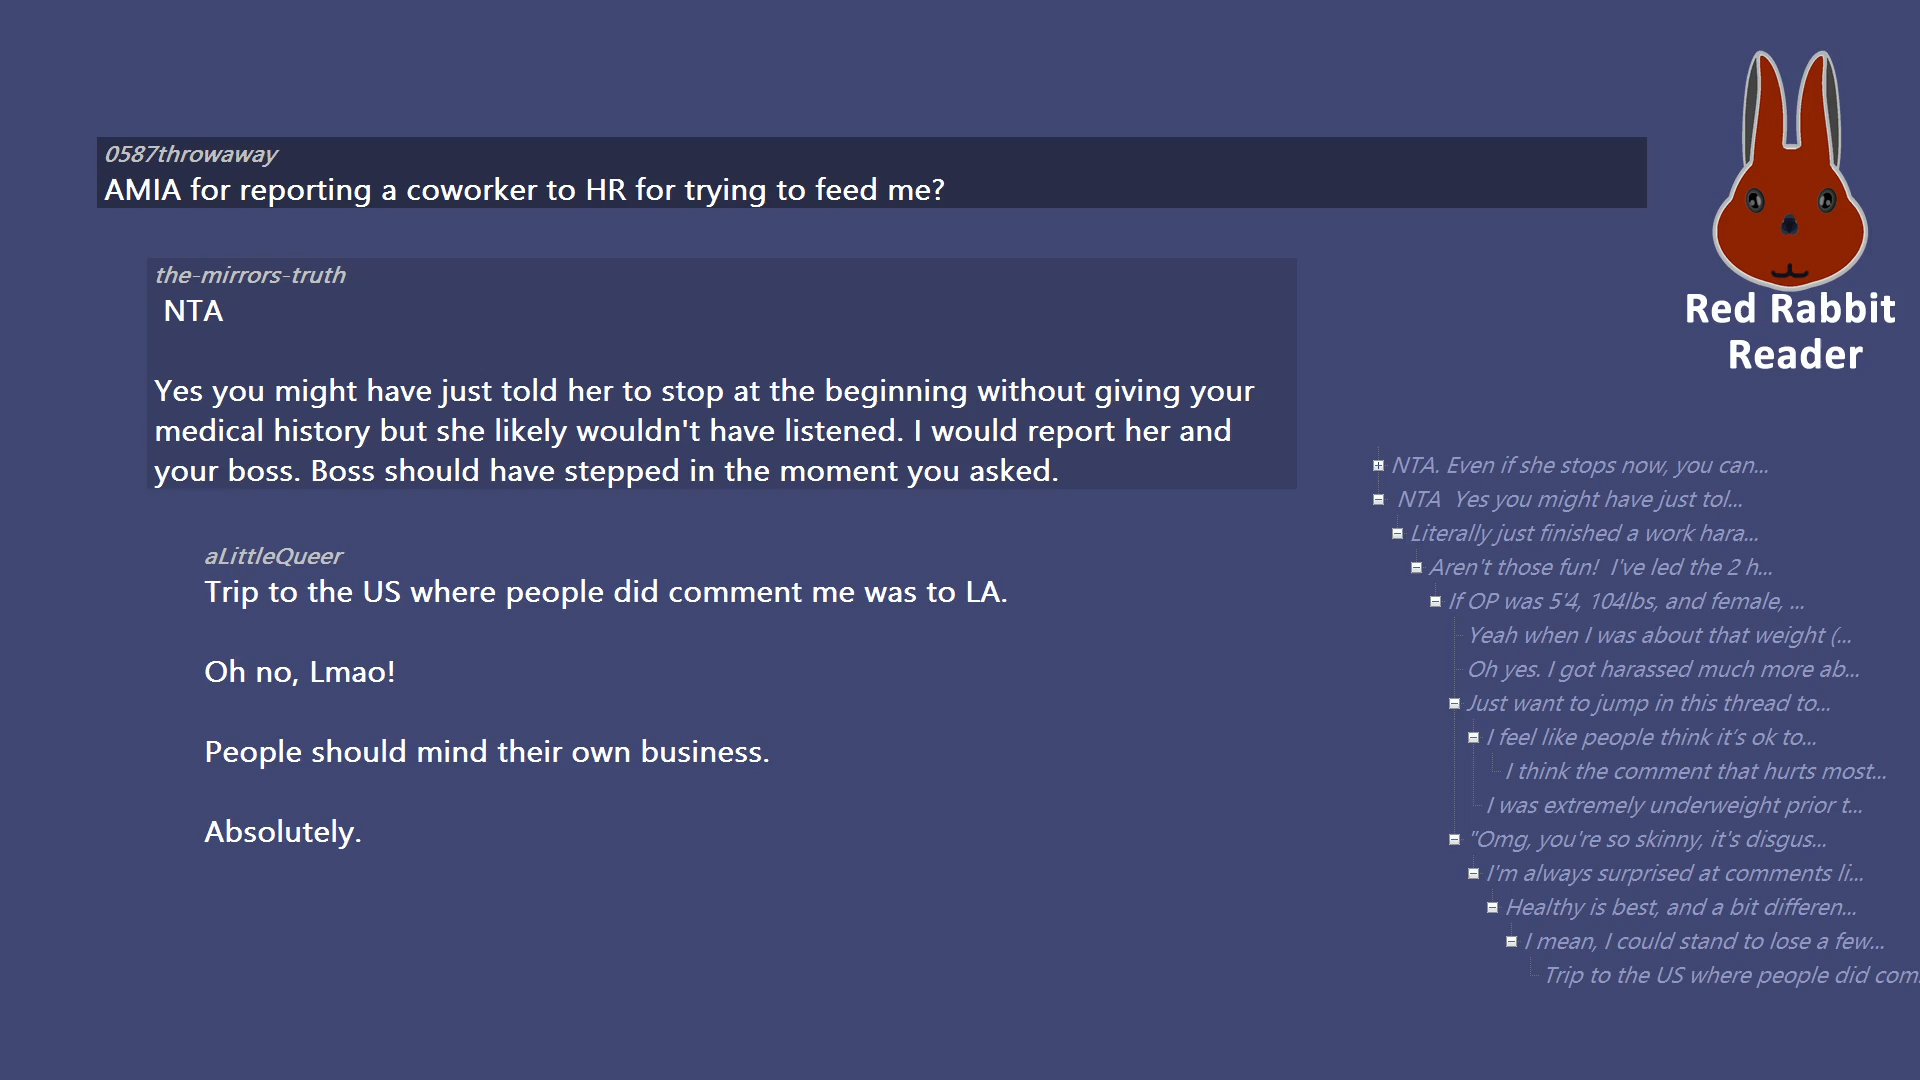 0587throwaway
AMIA for reporting a coworker to HR for trying to feed me?
the-mirrors-truth
NTA
Yes you might have just told her to stop at the beginning without giving your
medical history but she likely wouldn't have listened. I would report her and
your boss. Boss should have stepped in the moment you asked.
aLittleQueer
Trip to the US where people did comment me was to LA.
Oh no, Lmao!
People should mind their own business.
Absolutely.
Red Rabbit
Reader
NTA. Even if she stops now, you can...
NTA Yes you might have just tol...
Literally just finished a work hara...
Aren't those fun! I've led the 2 h...
If OP was 5'4, 104lbs, and female, ...
Yeah when I was about that weight (...
Oh yes. I got harassed much more ab...
Just want to jump in this thread to...
I feel like people think it’s ok to...
I think the comment that hurts most...
I was extremely underweight prior t...
"Omg, you're so skinny, it's disgus...
I'm always surprised at comments li...
Healthy is best, and a bit differen...
I mean, I could stand to lose a few...
Trip to the US where people did com.